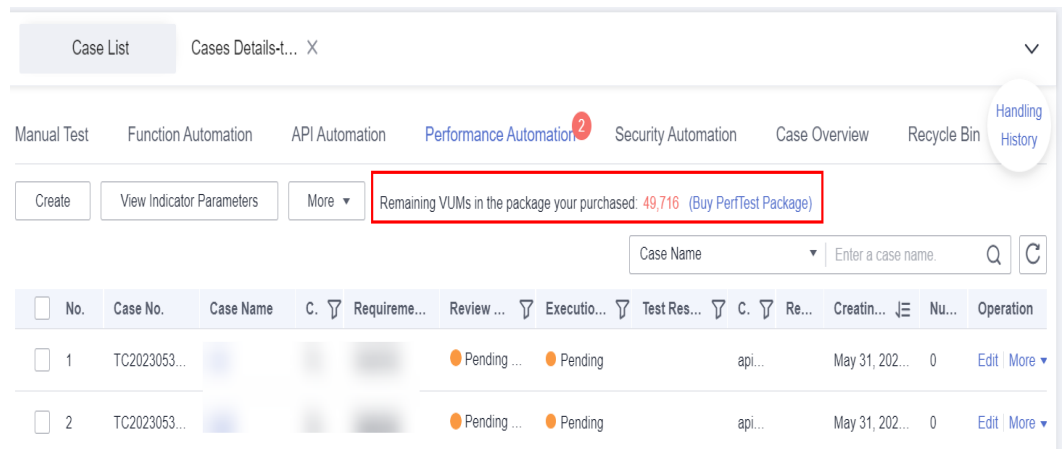 Case List Cases Details-t... X
Handling
History
Manual Test Function Automation API Automation Performance Automation 2 Security Automation Case Overview Recycle Bin
Create View Indicator Parameters More Remaining VUMs in the package your purchased: 49,716 (Buy PerfTest Package)
Case Name Enter a case name.
No. Case No. Case Name C. Requireme... Review ... Executio... Test Res... C. Re... Creatin... Nu... Operation
1 TC2023053... Pending ... Pending api... May 31, 202... 0 Edit More
2 TC2023053... Pending ... Pending api... May 31, 202... 0 Edit More